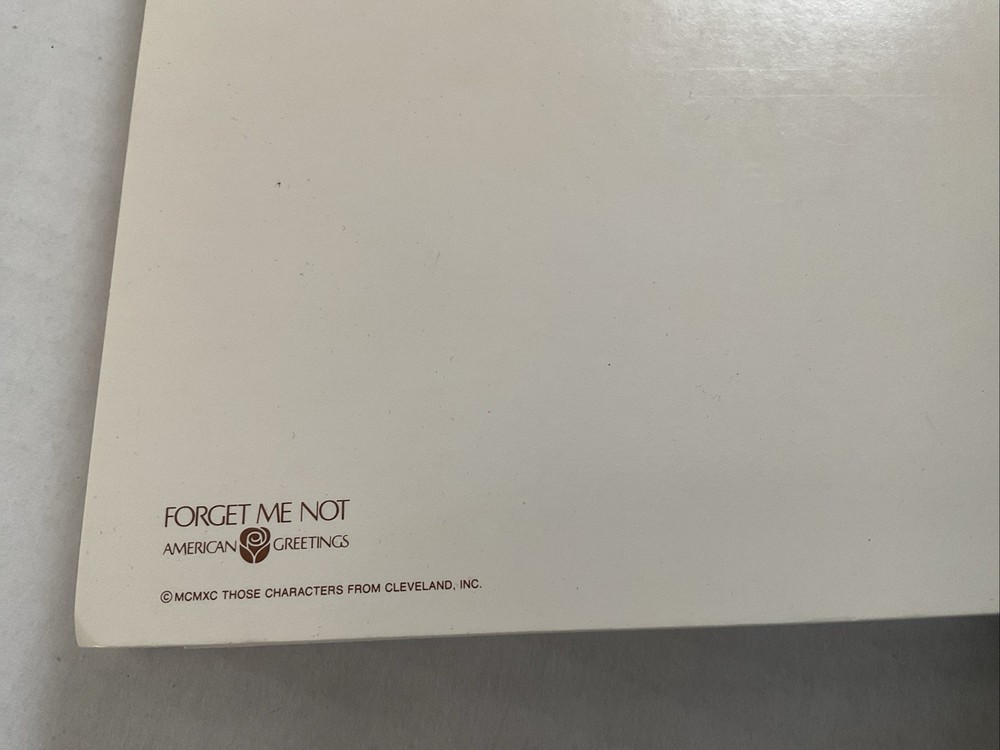 FORGET ME NOT
AMERICAN GREETINGS
©MCMXC THOSE CHARACTERS FROM CLEVELAND, INC.